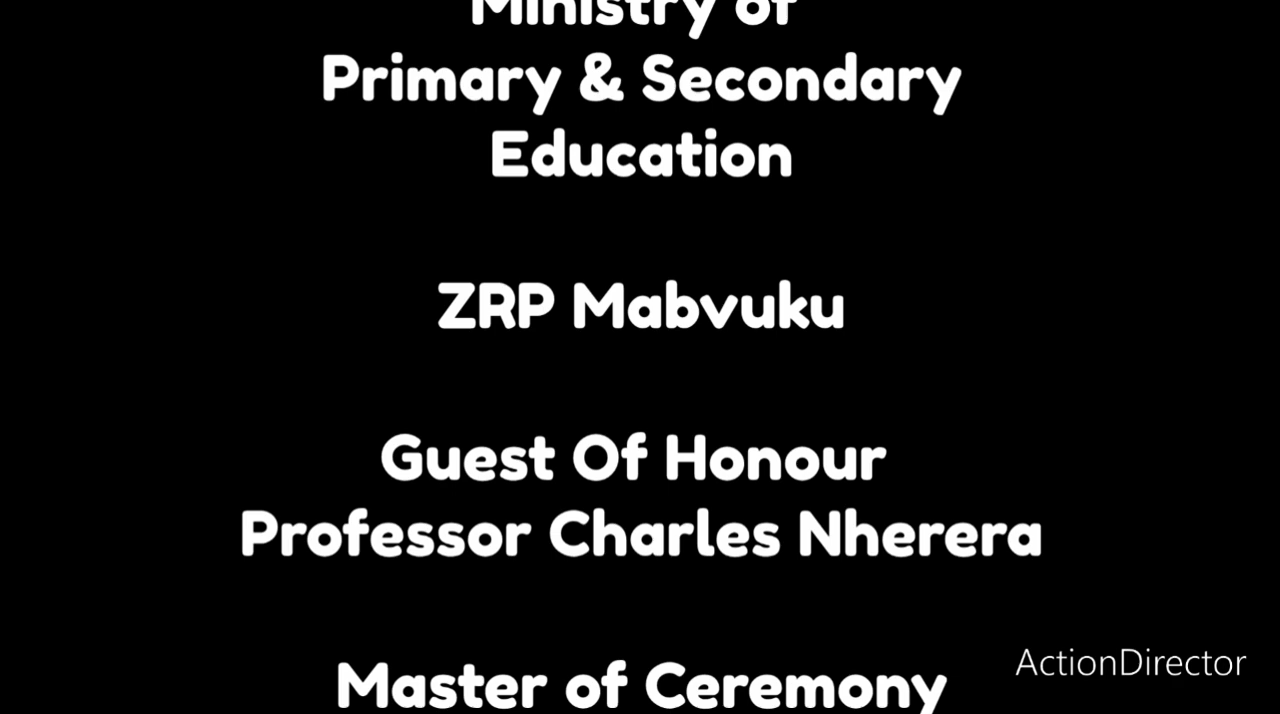 Ministry of
Primary & Secondary
Education
ZRP Mabvuku
Guest Of Honour
Professor Charles Nherera
Master of Ceremony
ActionDirector